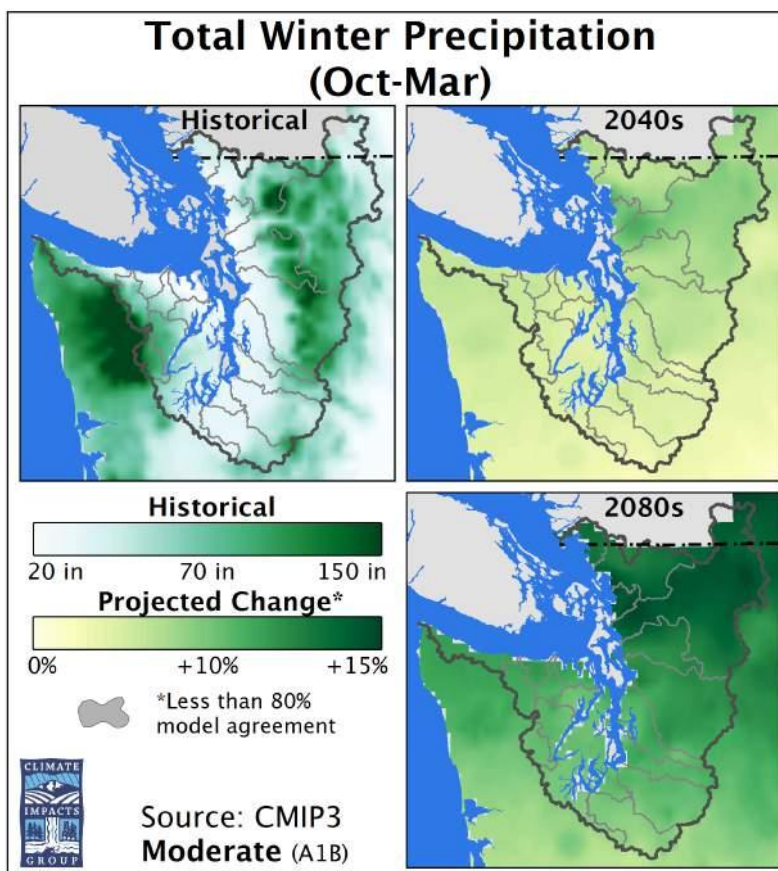 Total Winter Precipitation
(Oct-Mar)
Historical
2040s
Historical
20 in 70 in 150 in
Projected Change*
0% +10% +15%
*Less than 80%
model agreement
2080s
CLIMATE
IMPACTS
GROUP
Source: CMIP3
Moderate (A1B)